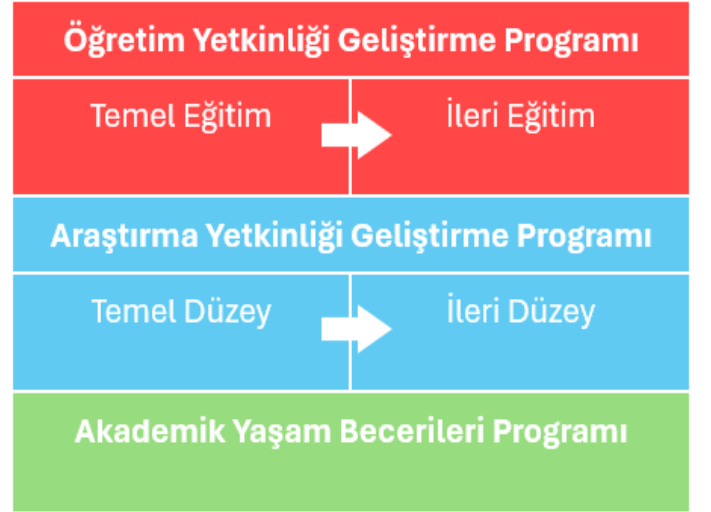 Öğretim Yetkinliği Geliştirme Programı
Temel Eğitim
İleri Eğitim
Araştırma Yetkinliği Geliştirme Programı
Temel Düzey
İleri Düzey
Akademik Yaşam Becerileri Programı